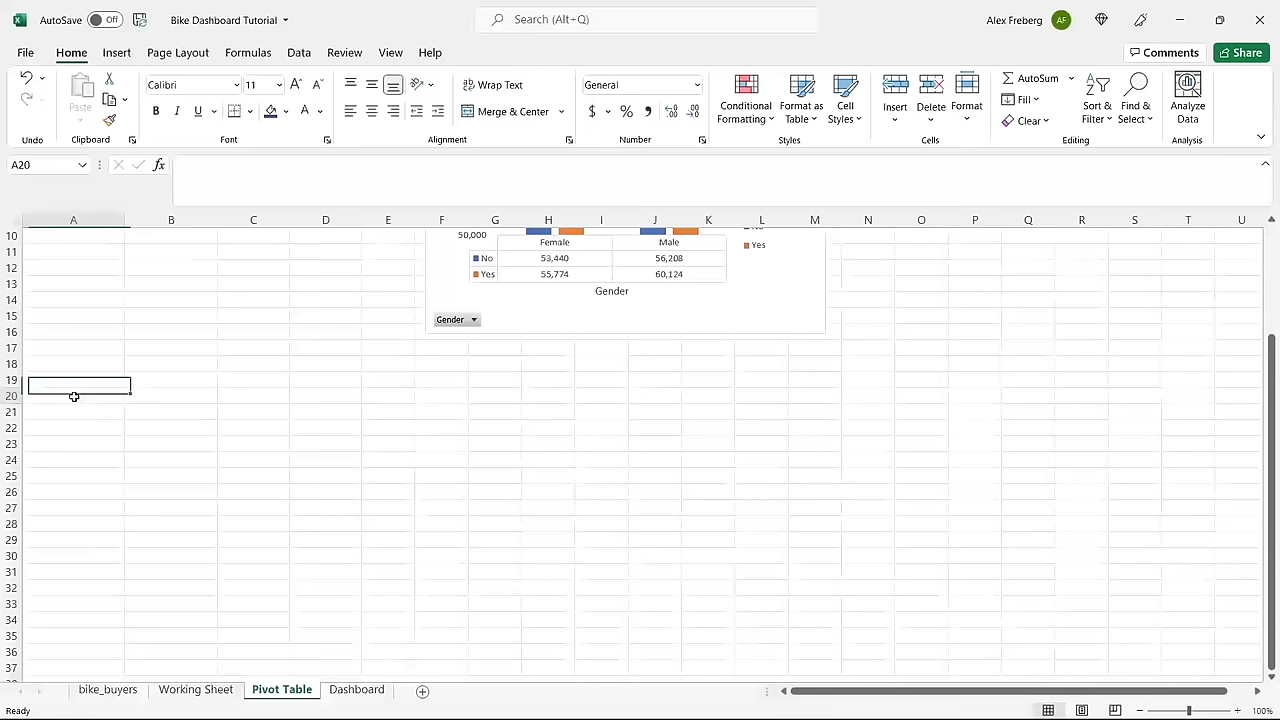 AutoSave Off Bike Dashboard Tutorial Search (Alt+Q) Alex Freberg AF
File Home Insert Page Layout Formulas Data Review View Help Comments Share
Calibri 11 Wrap Text General AutoSum
Paste B I U Merge & Center $ % Conditional Formatting Format as Table Cell Styles Insert Delete Format Fill Clear Sort & Filter Find & Select Analyze Data
Undo Clipboard Font Alignment Number Styles Cells Editing Analysis
A20 fx
A B C D E F G H I J K L M N O P Q R S T U
10 50,000 Female Male
11 No 53,440 56,208 Yes
12 Yes 55,774 60,124
13 Gender
14
15 Gender
16
17
18
19
20
21
22
23
24
25
26
27
28
29
30
31
32
33
34
35
36
37
bike_buyers Working Sheet Pivot Table Dashboard
Ready 100%